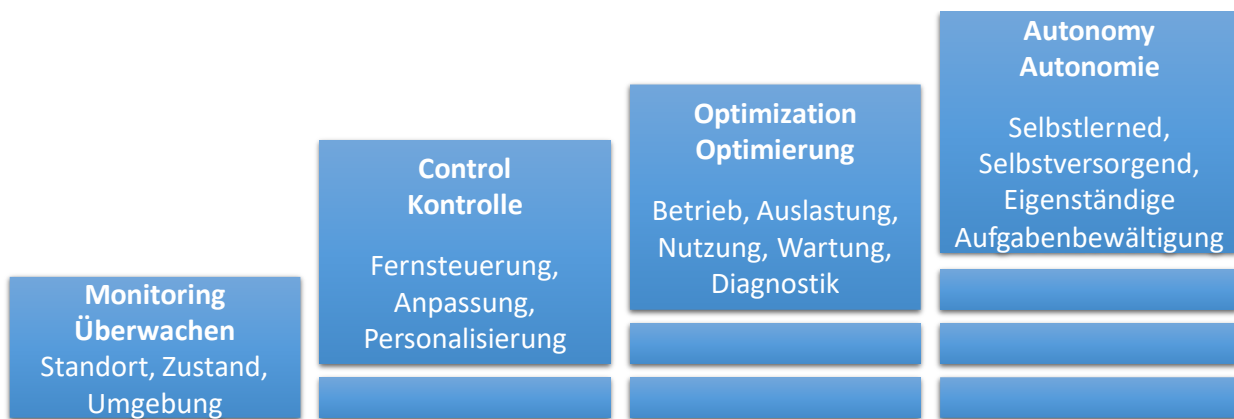 Monitoring
Überwachen
Standort, Zustand,
Umgebung
Control
Kontrolle
Fernsteuerung,
Anpassung,
Personalisierung
Optimization
Optimierung
Betrieb, Auslastung,
Nutzung, Wartung,
Diagnostik
Autonomy
Autonomie
Selbstlerned,
Selbstversorgend,
Eigenständige
Aufgabenbewältigung